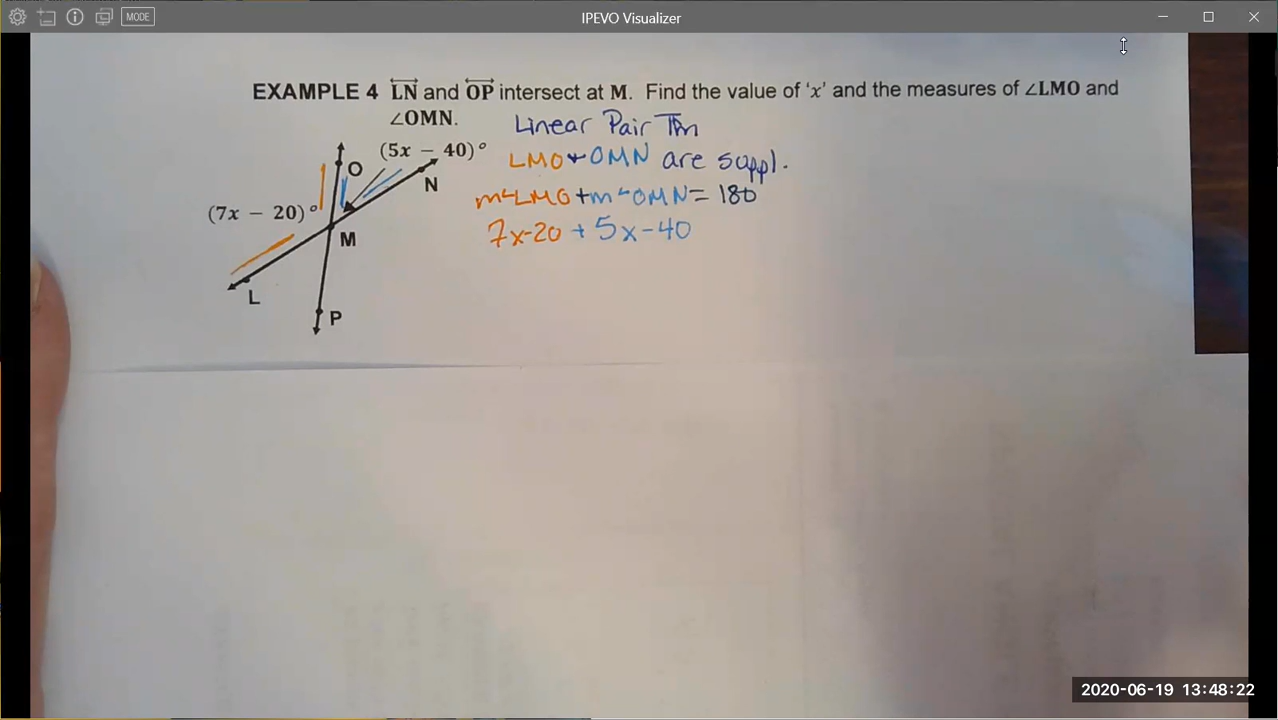 MODE
IPEVO Visualizer
EXAMPLE 4 LN and OP intersect at M. Find the value of ‘x’ and the measures of ∠LMO and
∠OMN.
Linear Pair Thm
(5x − 40)°
LMO + OMN are suppl.
O
N
m∠LMO + m∠OMN = 180
(7x − 20)°
7x-20 + 5x-40
M
L
P
2020-06-19 13:48:22